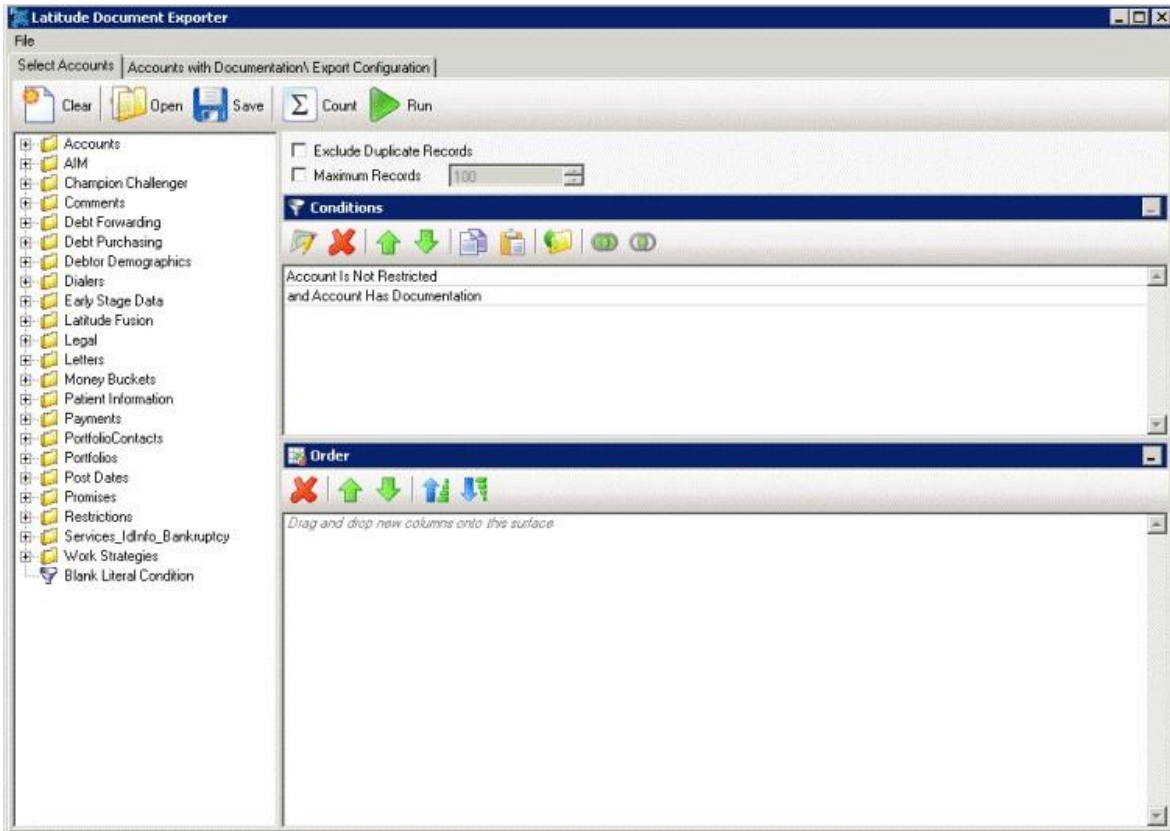 Latitude Document Exporter
File
Select Accounts Accounts with Documentation\ Export Configuration
Clear Open Save Σ Count Run
Accounts
AIM
Champion Challenger
Comments
Debt Forwarding
Debt Purchasing
Debtor Demographics
Dialers
Early Stage Data
Latitude Fusion
Legal
Letters
Money Buckets
Patient Information
Payments
PortfolioContacts
Portfolios
Post Dates
Promises
Restrictions
Services_IdInfo_Bankruptcy
Work Strategies
Blank Literal Condition
Exclude Duplicate Records
Maximum Records 100
Conditions
Account Is Not Restricted
and Account Has Documentation
Order
Drag and drop new columns onto this surface